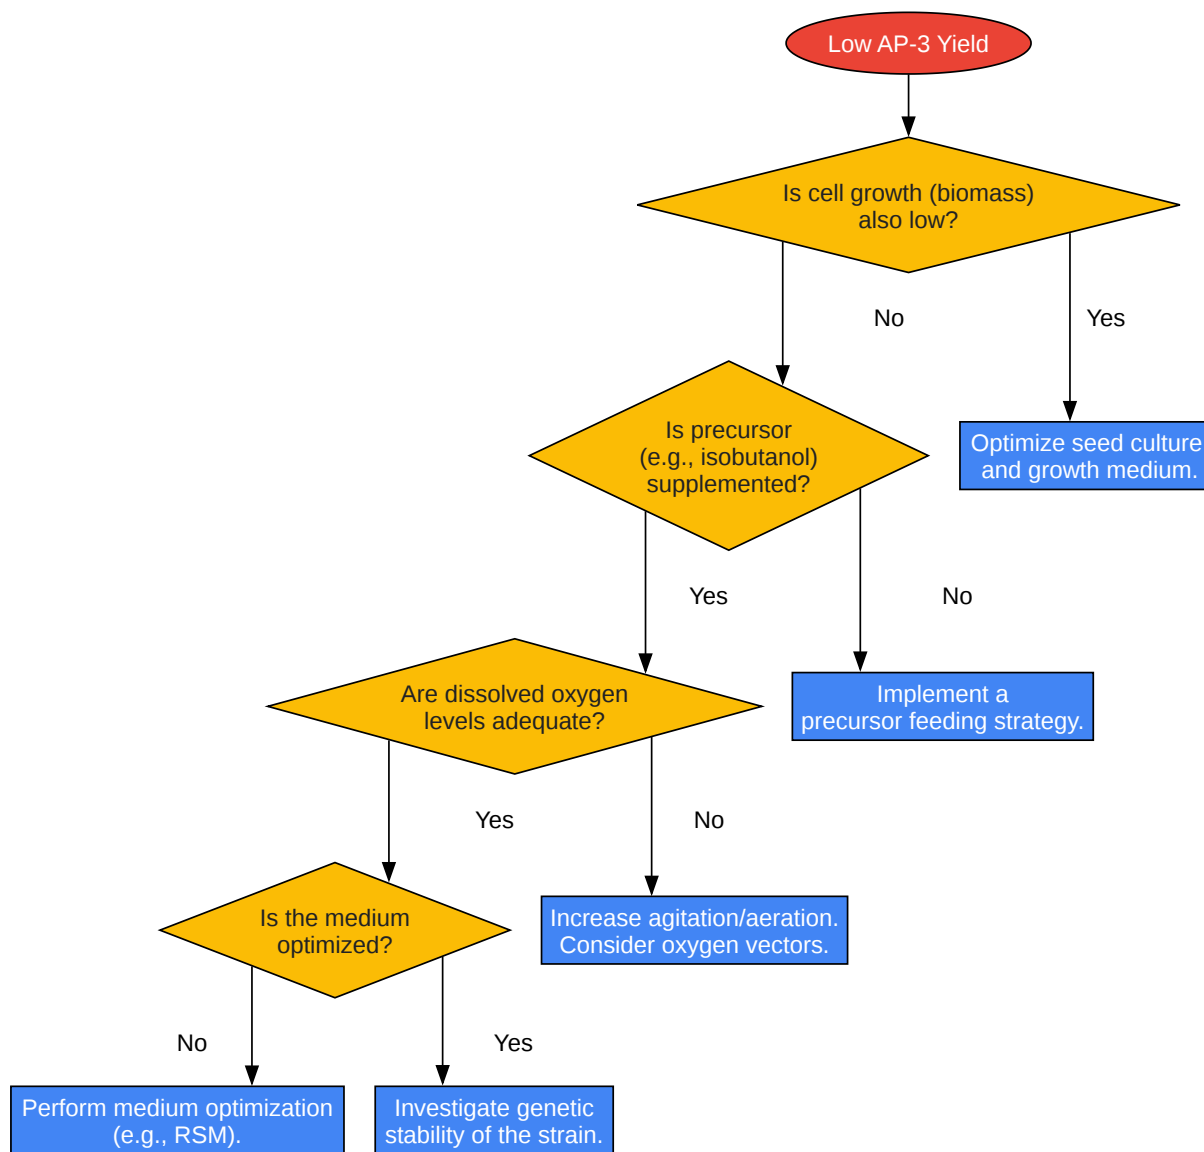 Low AP-3 Yield
Is cell growth (biomass)
also low?
No
Yes
Is precursor
(e.g., isobutanol)
supplemented?
Optimize seed culture
and growth medium.
Yes
No
Are dissolved oxygen
levels adequate?
Implement a
precursor feeding strategy.
Yes
No
Is the medium
optimized?
Increase agitation/aeration.
Consider oxygen vectors.
No
Yes
Perform medium optimization
(e.g., RSM).
Investigate genetic
stability of the strain.